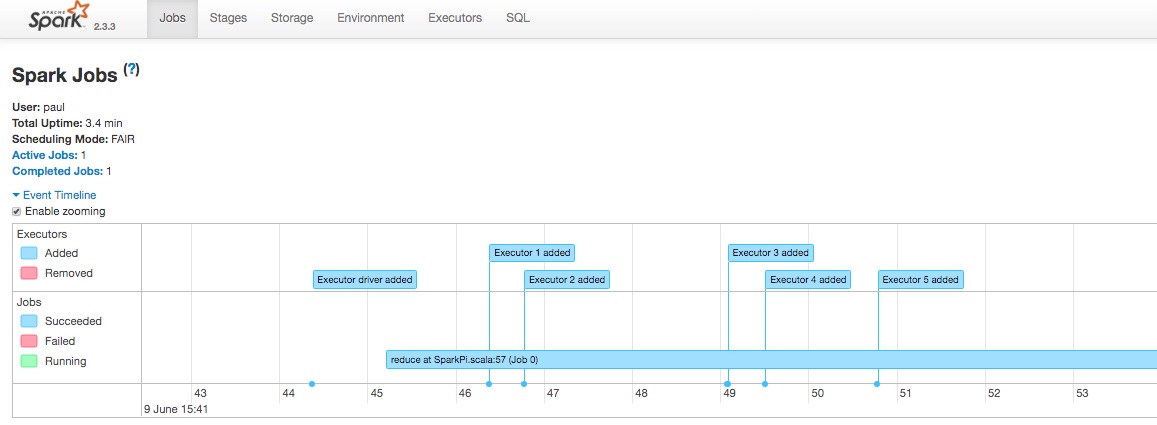 APACHE
Spark 2.3.3 Jobs Stages Storage Environment Executors SQL
Spark Jobs (?)
User: paul
Total Uptime: 3.4 min
Scheduling Mode: FAIR
Active Jobs: 1
Completed Jobs: 1
Event Timeline
Enable zooming
Executors
Added
Removed
Executor driver added
Executor 1 added
Executor 2 added
Executor 3 added
Executor 4 added
Executor 5 added
Jobs
Succeeded
Failed
Running
reduce at SparkPi.scala:57 (Job 0)
43 44 45 46 47 48 49 50 51 52 53
9 June 15:41